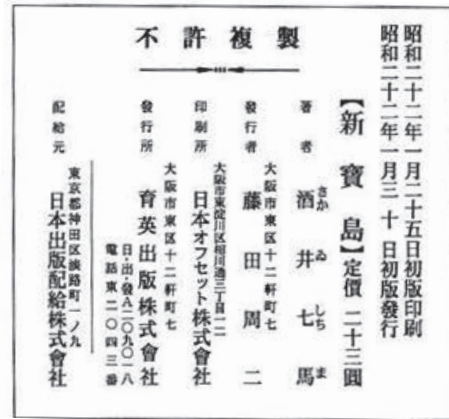 不許複製
昭和二十二年一月二十五日初版印刷
昭和二十二年一月三十日初版發行
【新寶島】定價 二十三圓
著者 酒井七馬
さかゐしちま
大阪市東区十二軒町七
發行者 藤田周二
大阪市東淀川区相川通三丁目一二
印刷所 日本オフセット株式會社
大阪市東区十二軒町七
發行所 育英出版株式會社
日・出・發A二〇九〇一八
電話東二〇四三番
東京都神田区淡路町一ノ九
配給元 日本出版配給株式會社